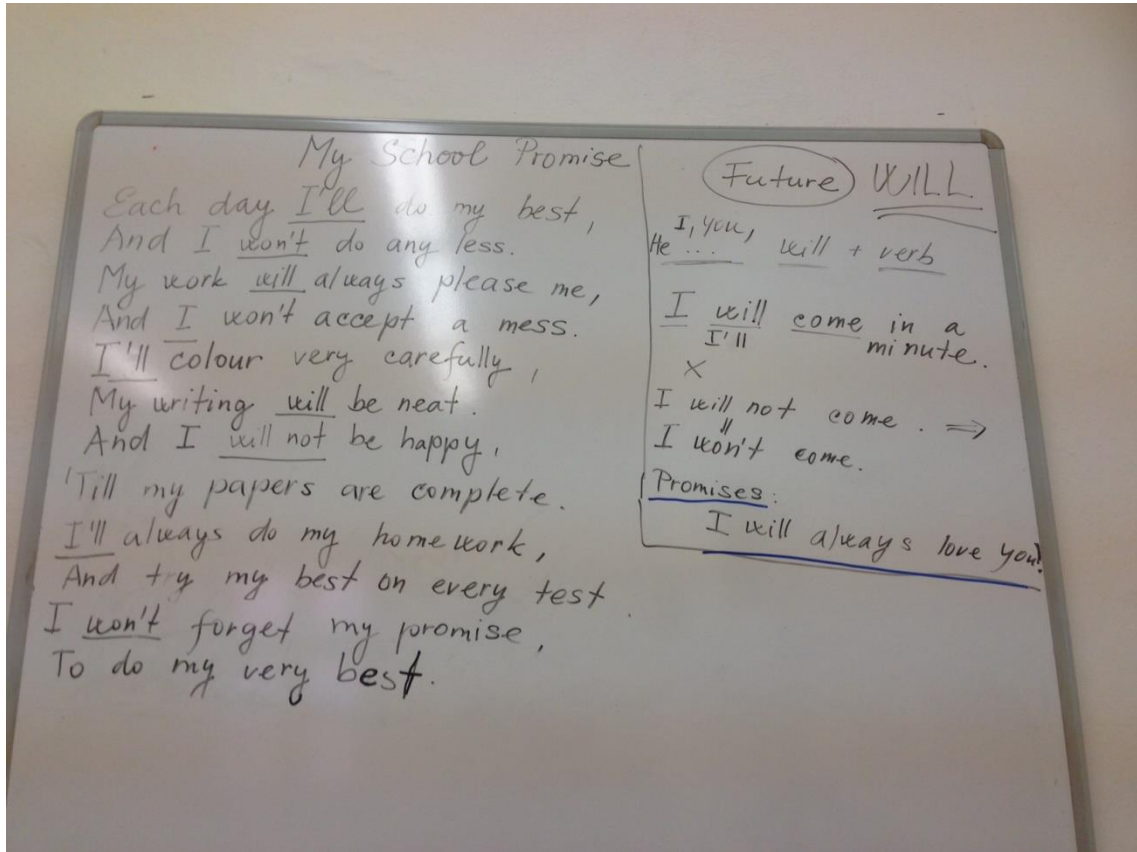 My School Promise
Each day I'll do my best,
And I won't do any less.
My work will always please me,
And I won't accept a mess.
I'll colour very carefully,
My writing will be neat.
And I will not be happy,
'Till my papers are complete.
I'll always do my homework,
And try my best on every test.
I won't forget my promise,
To do my very best.
Future WILL
I, you,
He .... will + verb
I will come in a
I'll minute.
×
I will not come. ⇒
"
I won't come.
Promises:
I will always love you!